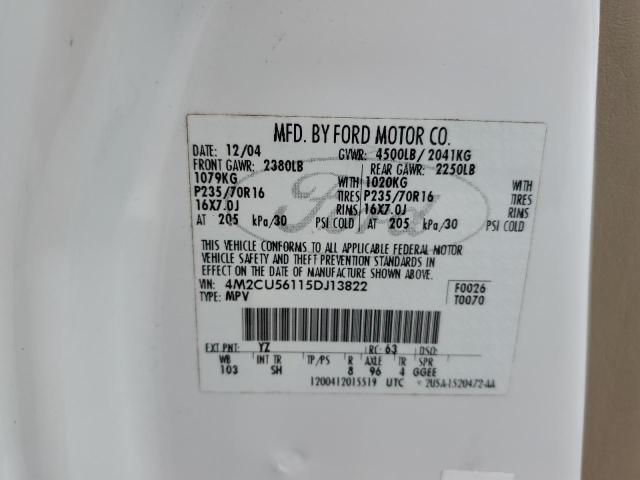 MFD. BY FORD MOTOR CO.
DATE: 12/04 GVWR: 4500LB/ 2041KG
FRONT GAWR: 2380LB REAR GAWR: 2250LB
1079KG WITH 1020KG WITH
P235/70R16 TIRES P235/70R16 TIRES
16X7.0J RIMS 16X7.0J RIMS
AT 205 kPa/30 PSI COLD AT 205 kPa/30 PSI COLD
Ford
THIS VEHICLE CONFORMS TO ALL APPLICABLE FEDERAL MOTOR
VEHICLE SAFETY AND THEFT PREVENTION STANDARDS IN
EFFECT ON THE DATE OF MANUFACTURE SHOWN ABOVE.
VIN: 4M2CU56115DJ13822 F0026
TYPE: MPV T0070
EXT PNT: YZ RC: 63 DSO:
WB INT TR TP/PS R AXLE TR SPR
103 SH 8 96 4 GGEE
1200412015519 UTC 2U5A-1520472-AA